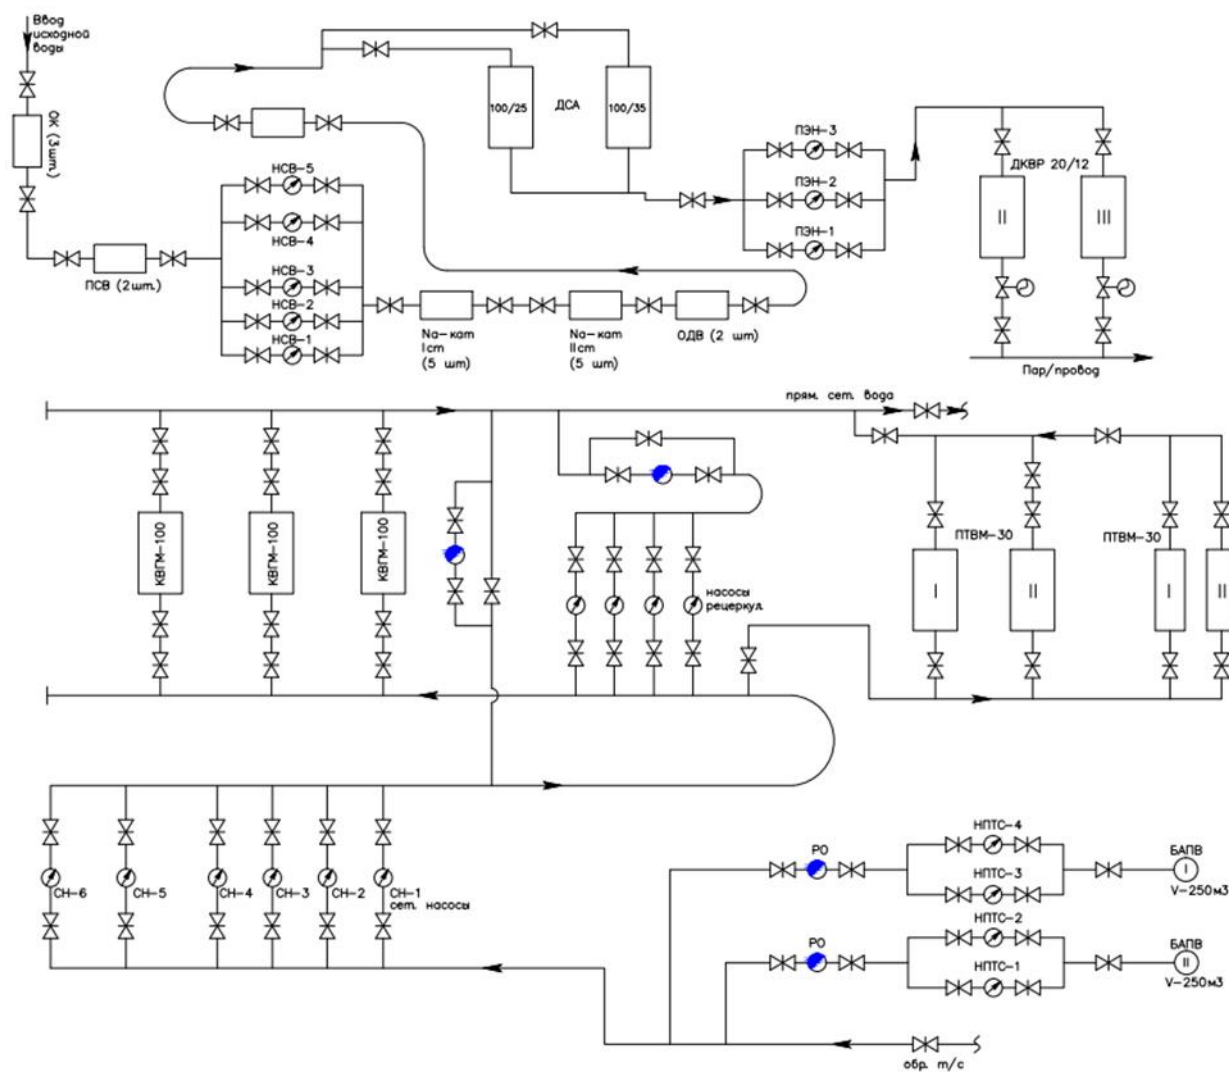 Ввод
исходной
воды
ОК (3 шт.)
ПСВ (2шт.)
НСВ-5
НСВ-4
НСВ-3
НСВ-2
НСВ-1
100/25
ДСА
100/35
Na-кат
Iст
(5 шт)
Na-кат
IIст
(5 шт)
ОДВ (2 шт)
ПЭН-3
ПЭН-2
ПЭН-1
ДКВР 20/12
II
III
Пар/провод
прям. сет. вода
КВГМ-100
КВГМ-100
КВГМ-100
насосы
рецеркул.
ПТВМ-30
I
II
ПТВМ-30
I
II
СН-6
СН-5
СН-4
СН-3
СН-2
СН-1
сет. насосы
РО
НПТС-4
НПТС-3
БАПВ
I
V-250м3
РО
НПТС-2
НПТС-1
БАПВ
II
V-250м3
обр. т/с